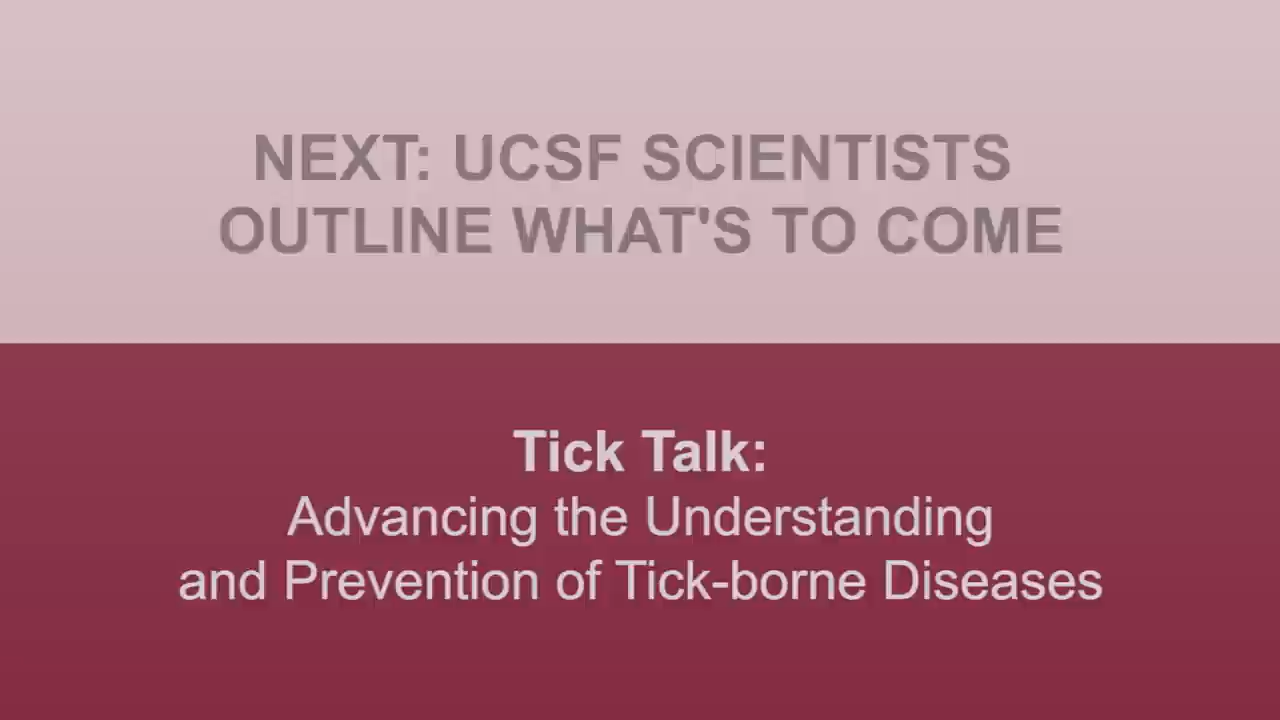 NEXT: UCSF SCIENTISTS
OUTLINE WHAT'S TO COME
Tick Talk:
Advancing the Understanding
and Prevention of Tick-borne Diseases